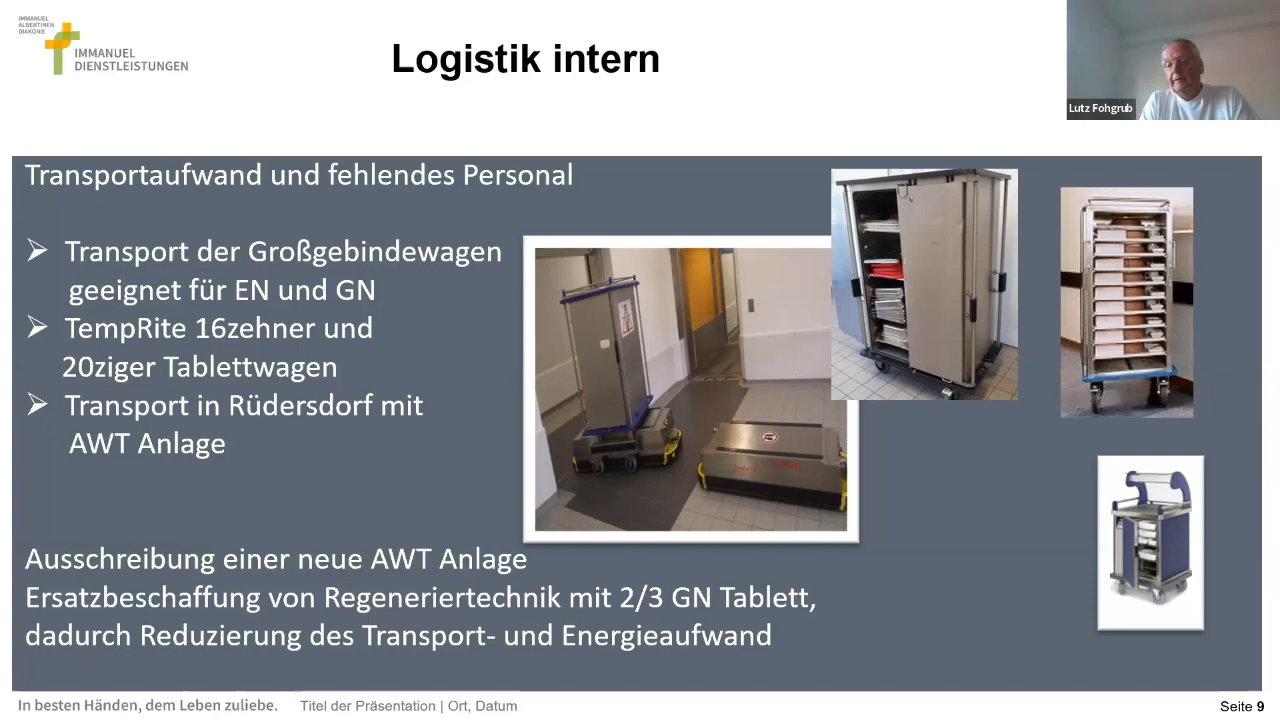 IMMANUEL
ALBERTINEN
DIAKONIE
IMMANUEL
DIENSTLEISTUNGEN
Logistik intern
Lutz Fohgrub
Transportaufwand und fehlendes Personal
Transport der Großgebindewagen
geeignet für EN und GN
TempRite 16zehner und
20ziger Tablettwagen
Transport in Rüdersdorf mit
AWT Anlage
Ausschreibung einer neue AWT Anlage
Ersatzbeschaffung von Regeneriertechnik mit 2/3 GN Tablett,
dadurch Reduzierung des Transport- und Energieaufwand
In besten Händen, dem Leben zuliebe.
Titel der Präsentation | Ort, Datum
Seite 9